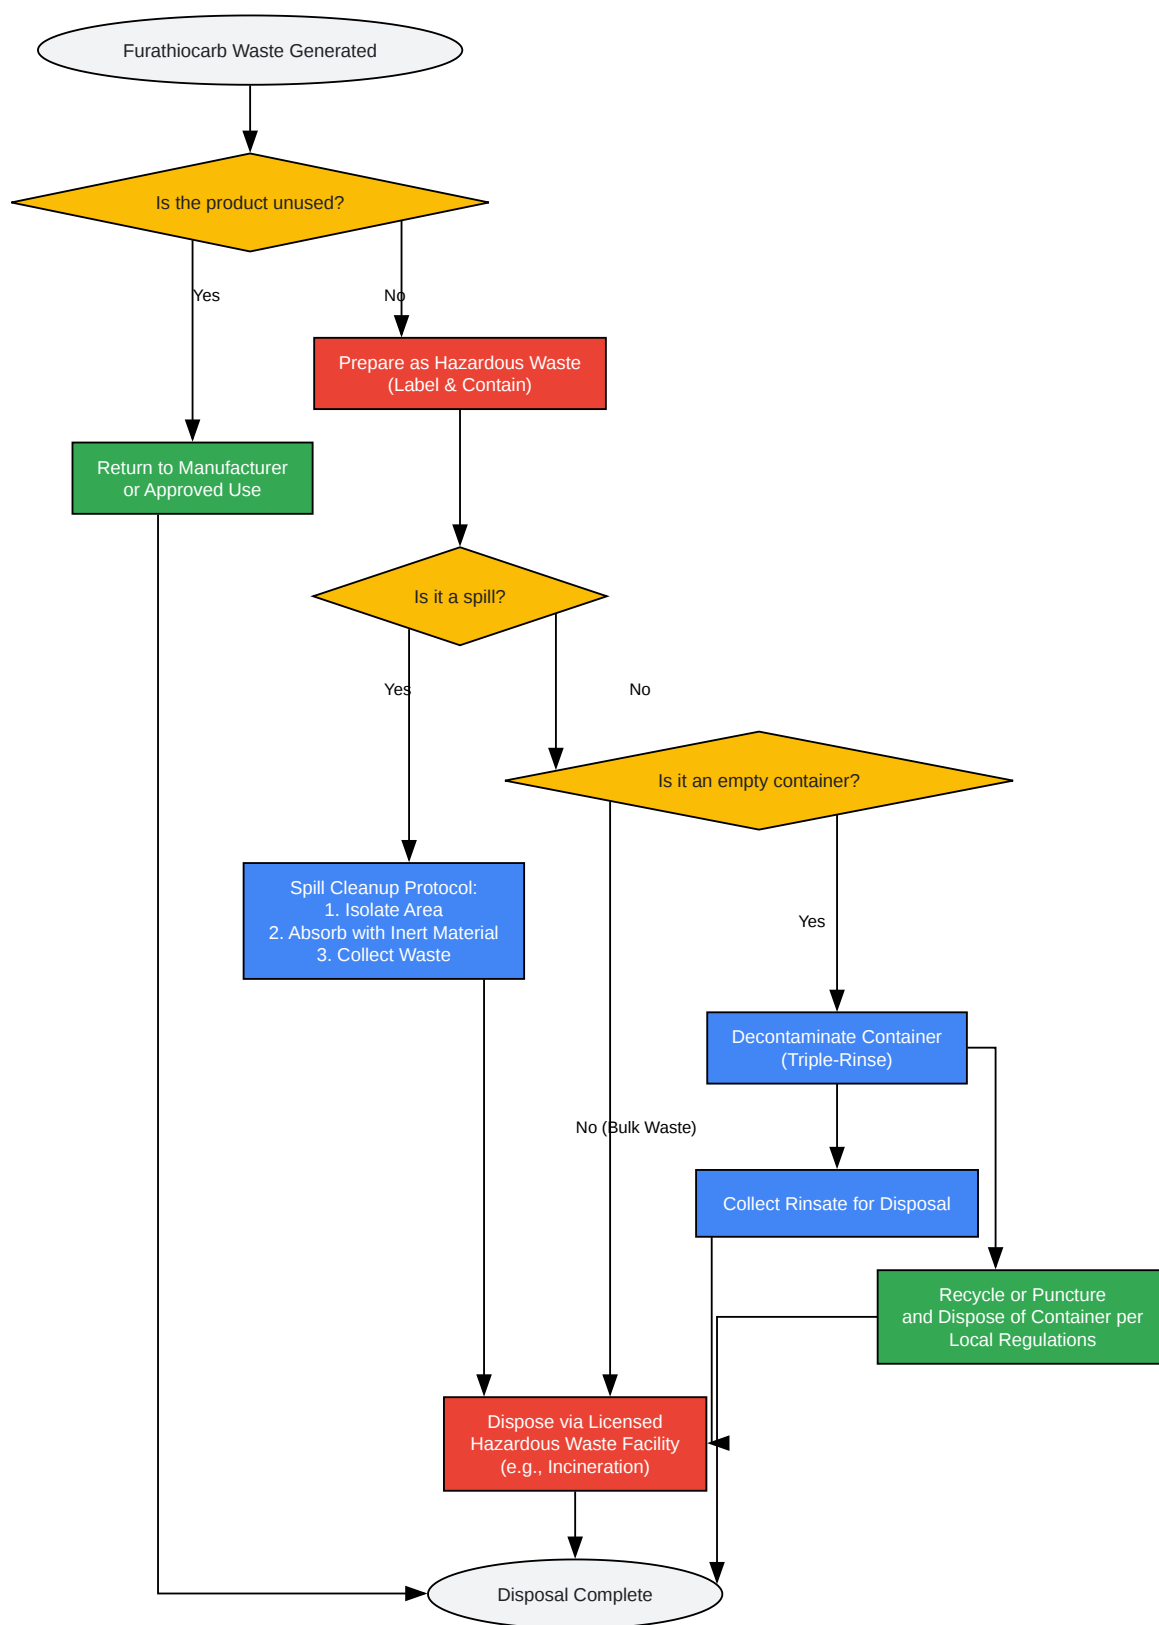 Furathiocarb Waste Generated
Is the product unused?
Yes
No
Prepare as Hazardous Waste
(Label & Contain)
Return to Manufacturer
or Approved Use
Is it a spill?
Yes
No
Is it an empty container?
Spill Cleanup Protocol:
1. Isolate Area
2. Absorb with Inert Material
3. Collect Waste
Yes
Decontaminate Container
(Triple-Rinse)
No (Bulk Waste)
Collect Rinsate for Disposal
Recycle or Puncture
and Dispose of Container per
Local Regulations
Dispose via Licensed
Hazardous Waste Facility
(e.g., Incineration)
Disposal Complete